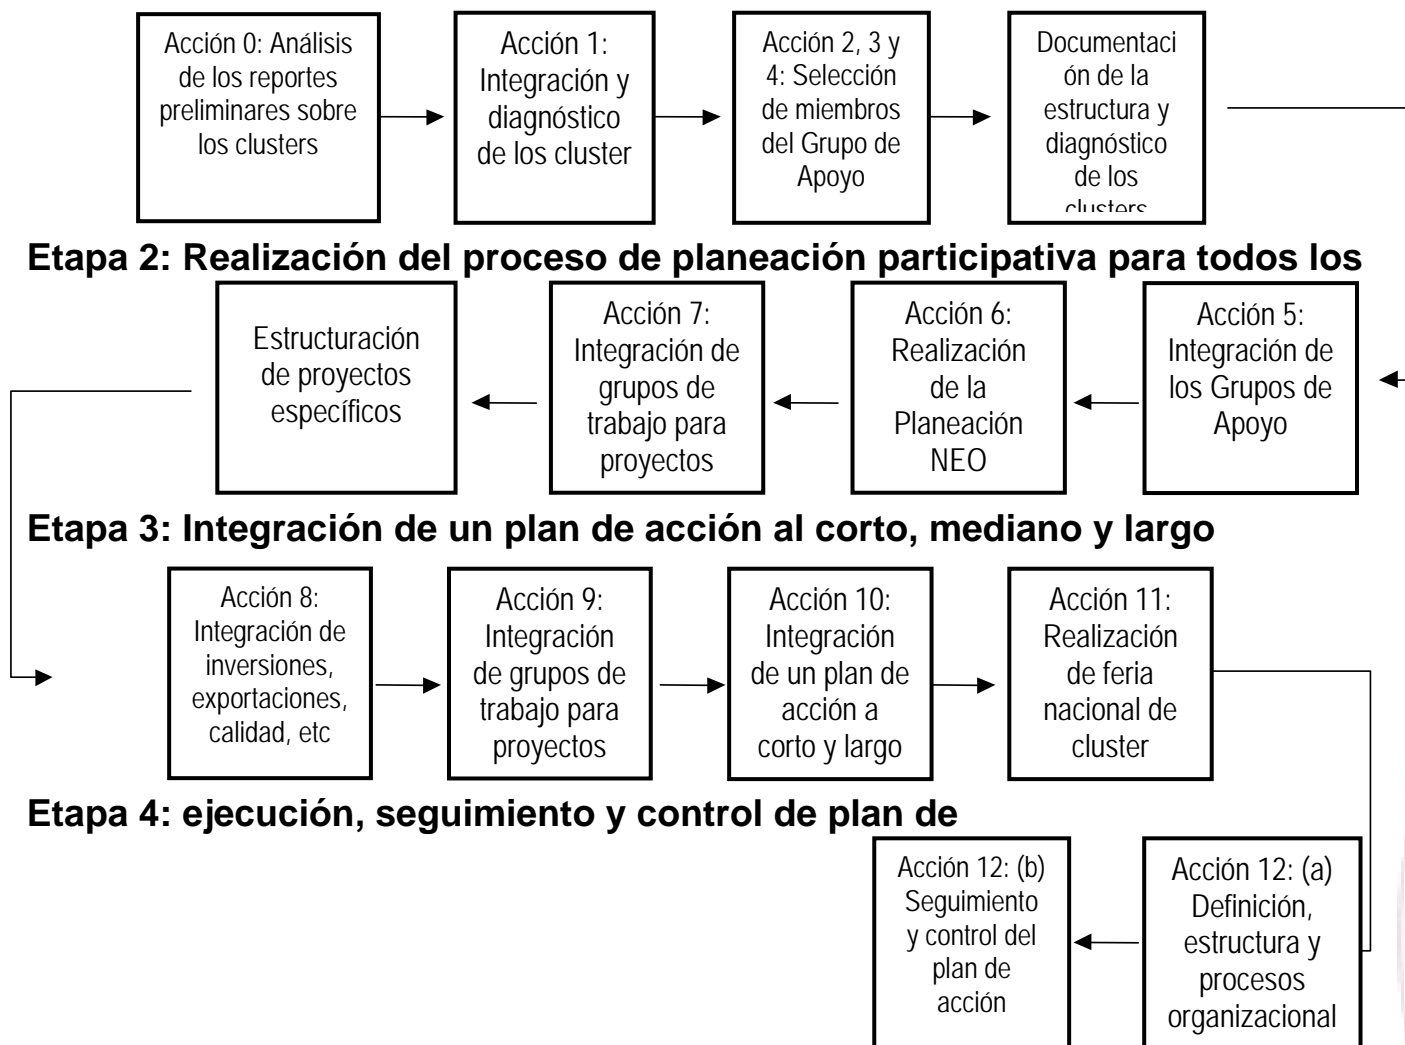 Acción 0: Análisis
de los reportes
preliminares sobre
los clusters
Acción 1:
Integración y
diagnóstico
de los cluster
Acción 2, 3 y
4: Selección
de miembros
del Grupo de
Apoyo
Documentaci
ón de la
estructura y
diagnóstico
de los
clusters
Etapa 2: Realización del proceso de planeación participativa para todos los
Estructuración
de proyectos
específicos
Acción 7:
Integración de
grupos de
trabajo para
proyectos
Acción 6:
Realización
de la
Planeación
NEO
Acción 5:
Integración de
los Grupos de
Apoyo
Etapa 3: Integración de un plan de acción al corto, mediano y largo
Acción 8:
Integración de
inversiones,
exportaciones,
calidad, etc
Acción 9:
Integración
de grupos de
trabajo para
proyectos
Acción 10:
Integración
de un plan de
acción a
corto y largo
Acción 11:
Realización
de feria
nacional de
cluster
Etapa 4: ejecución, seguimiento y control de plan de
Acción 12: (b)
Seguimiento
y control del
plan de
acción
Acción 12: (a)
Definición,
estructura y
procesos
organizacional